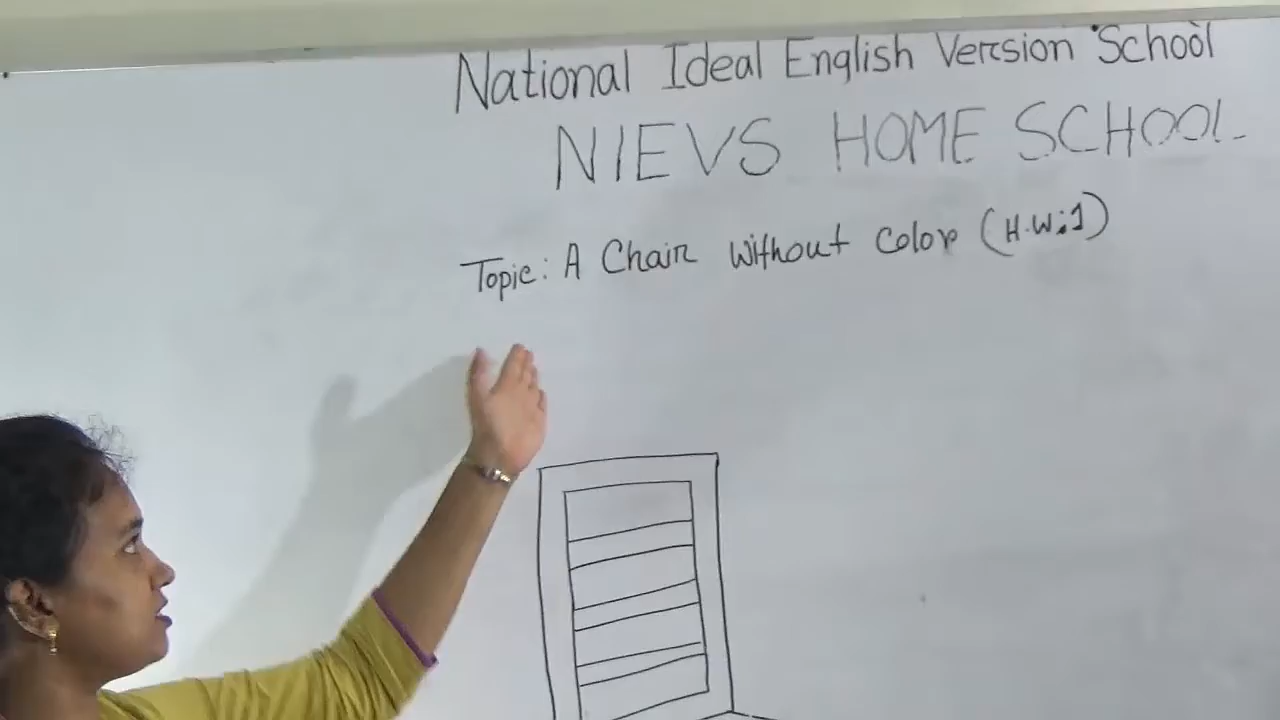 National Ideal English Version School
NIEVS HOME SCHOOL
Topic: A Chair without Color (H.W:1)